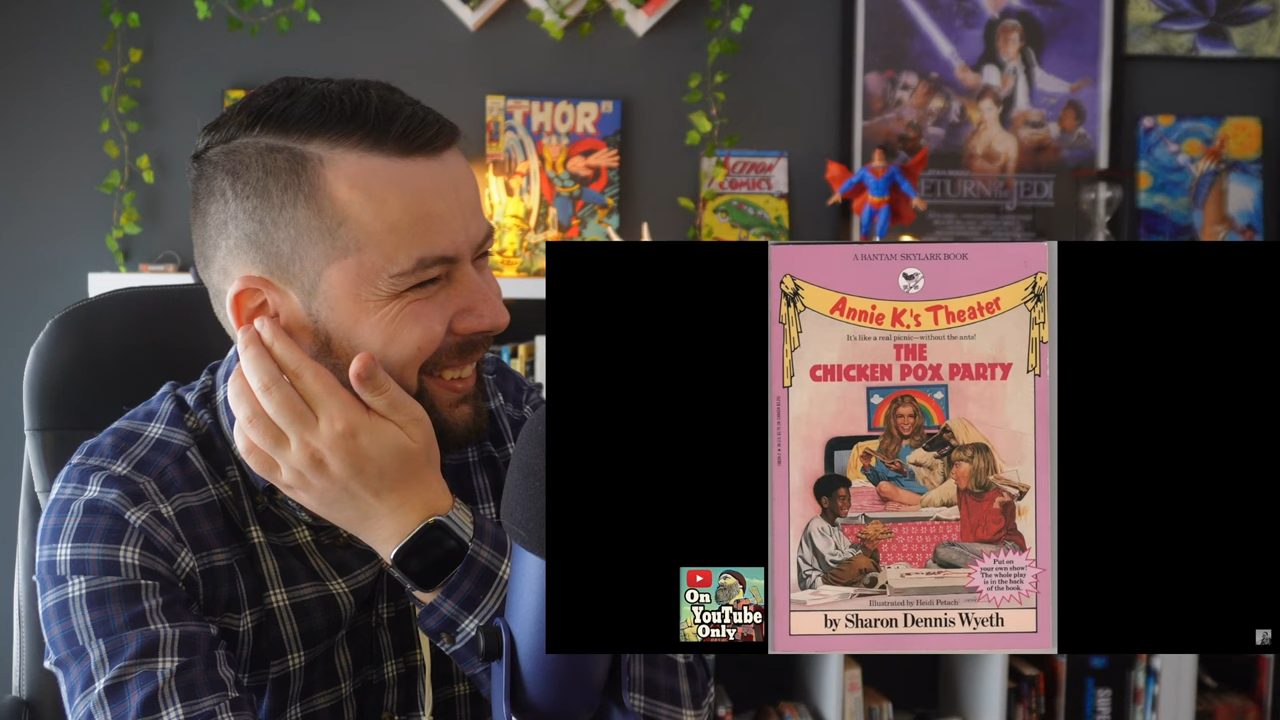 THOR
ACTION
COMICS
RETURN OF THE JEDI
A BANTAM SKYLARK BOOK
Annie K.'s Theater
It's like a real picnic—without the ants!
THE
CHICKEN POX PARTY
Put on
your own show!
The whole play
is in the back
of the book.
Illustrated by Heidi Petach
by Sharon Dennis Wyeth
On
YouTube
Only